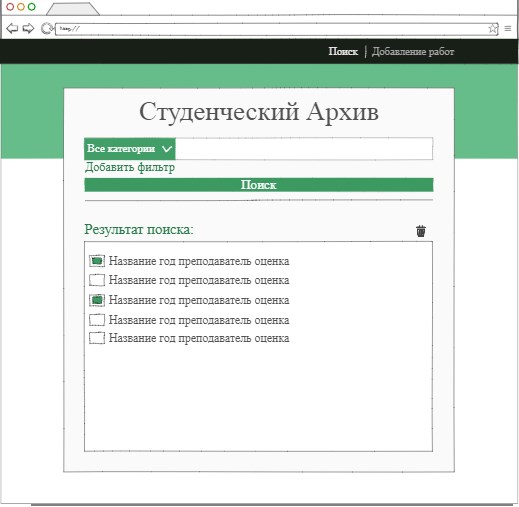 Поиск | Добавление работ
Студенческий Архив
Все категории
Добавить фильтр
Поиск
Результат поиска:
Название год преподаватель оценка
Название год преподаватель оценка
Название год преподаватель оценка
Название год преподаватель оценка
Название год преподаватель оценка